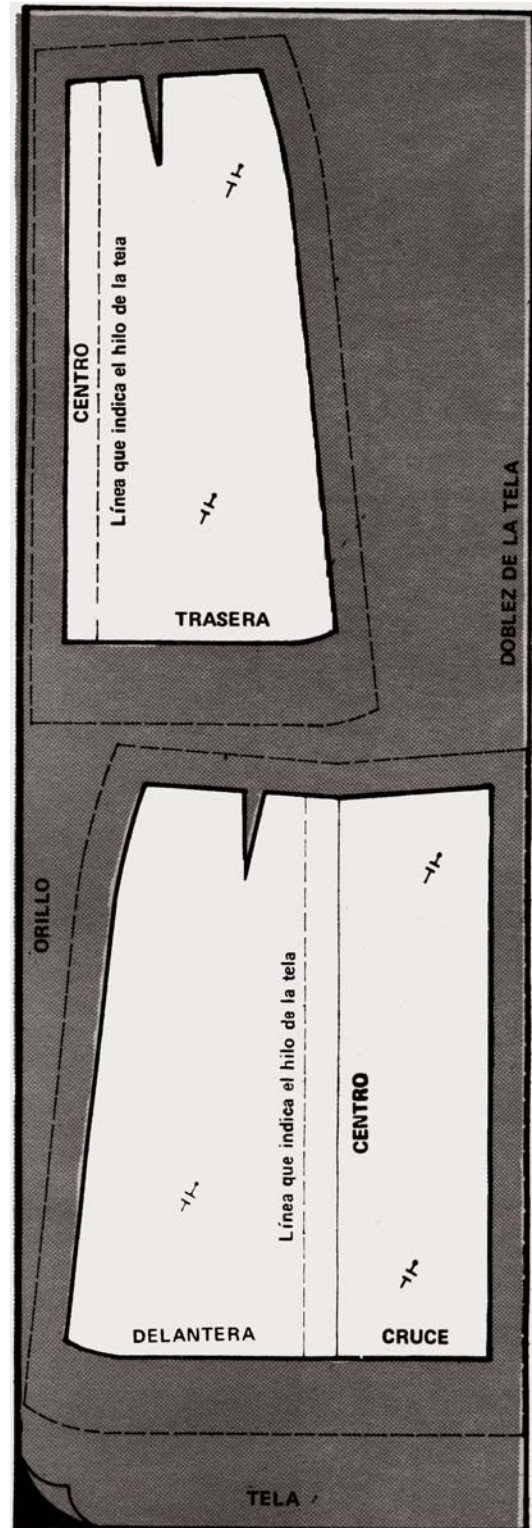 CENTRO
Línea que indica el hilo de la tela
TRASERA
DOBLEZ DE LA TELA
ORILLO
Línea que indica el hilo de la tela
CENTRO
DELANTERA
CRUCE
TELA